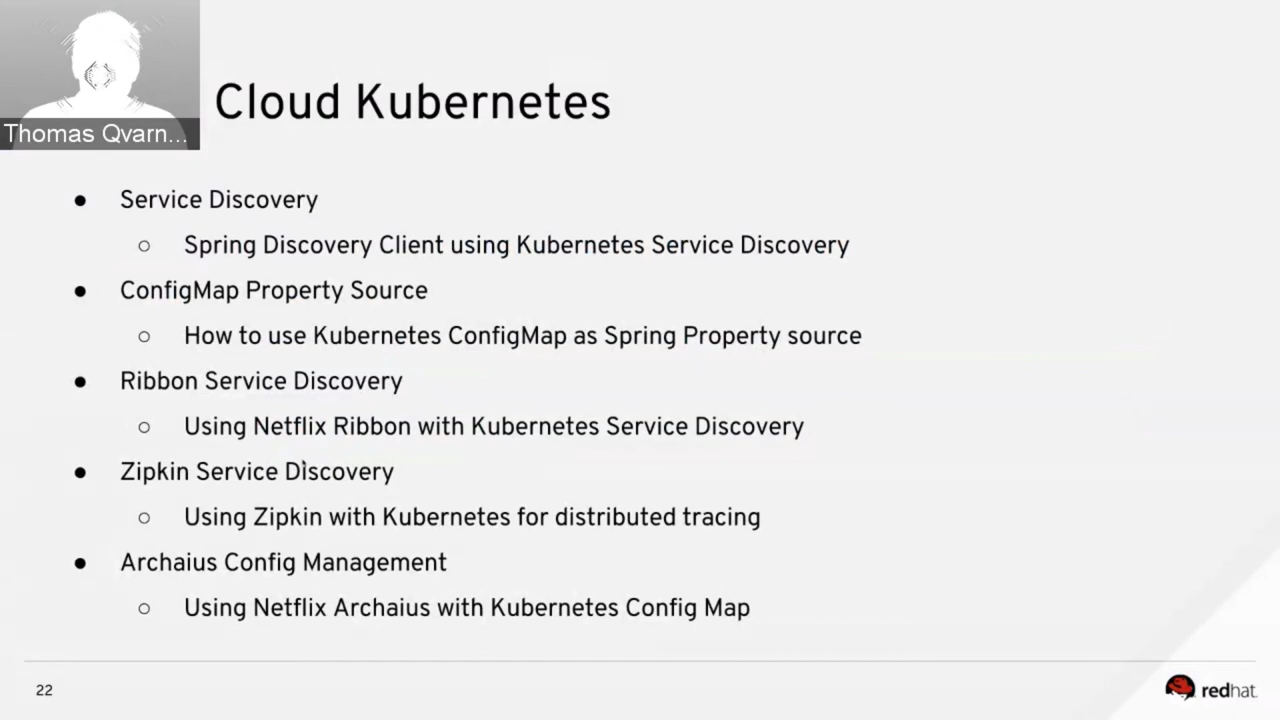 Thomas Qvarn...
Cloud Kubernetes
● Service Discovery
○ Spring Discovery Client using Kubernetes Service Discovery
● ConfigMap Property Source
○ How to use Kubernetes ConfigMap as Spring Property source
● Ribbon Service Discovery
○ Using Netflix Ribbon with Kubernetes Service Discovery
● Zipkin Service Discovery
○ Using Zipkin with Kubernetes for distributed tracing
● Archaius Config Management
○ Using Netflix Archaius with Kubernetes Config Map
22
redhat.